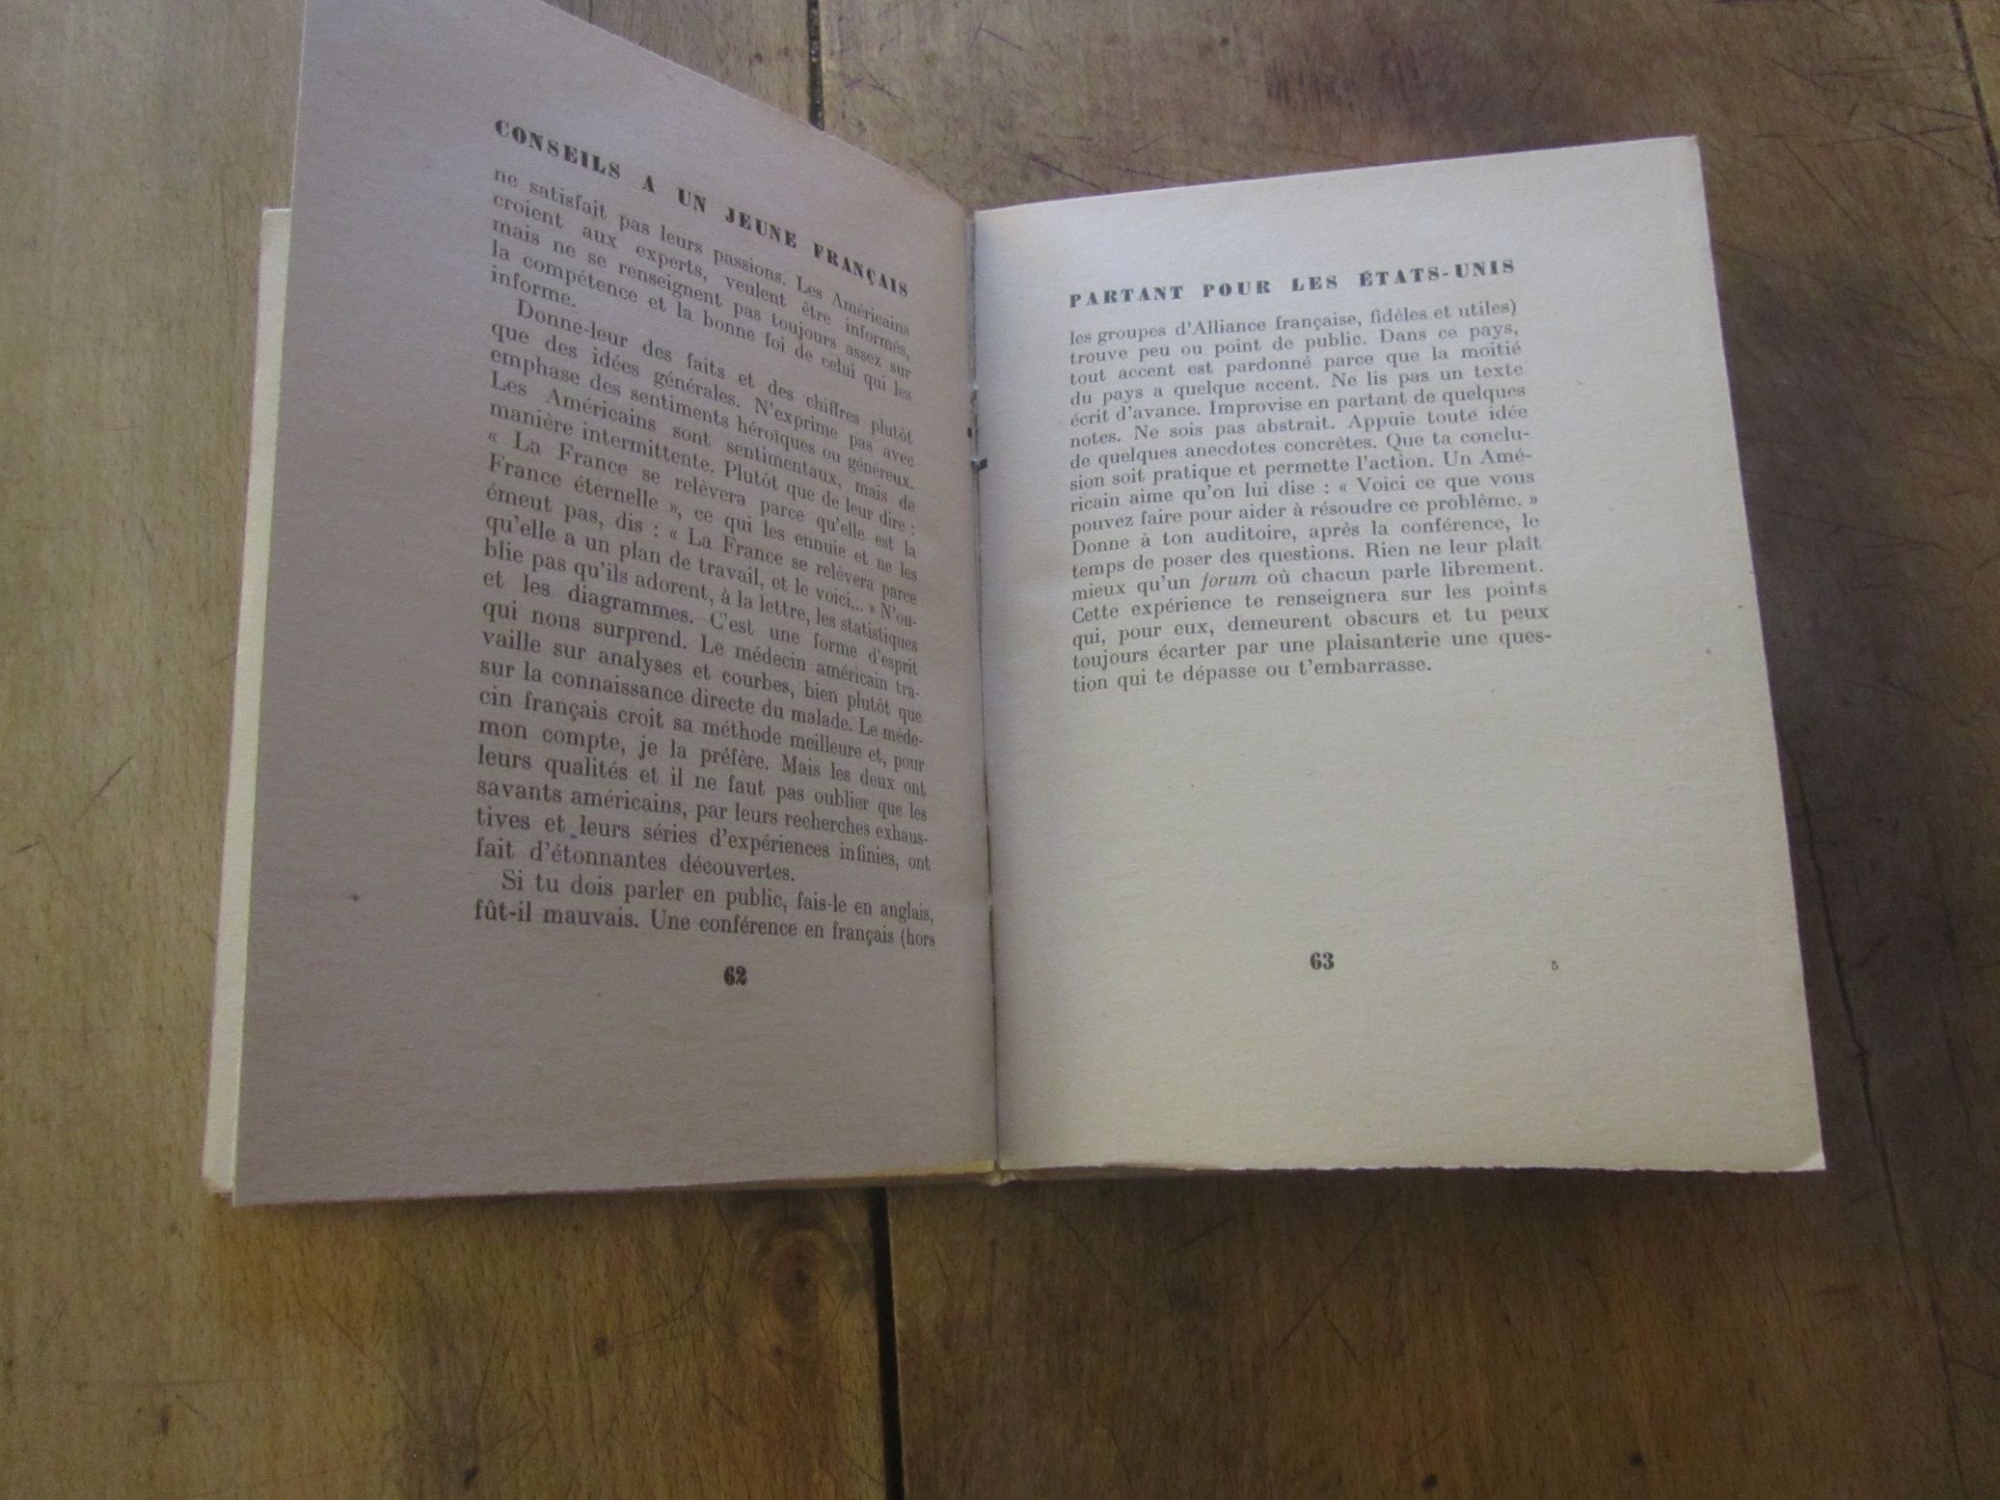 CONSEILS A UN JEUNE FRANÇAIS
ne satisfait pas leurs passions. Les Américains
croient aux experts, veulent être informés,
mais ne se renseignent pas toujours assez sur
la compétence et la bonne foi de celui qui les
informe.
Donne-leur des faits et des chiffres plutôt
que des idées générales. N'exprime pas avec
emphase des sentiments héroïques ou généreux.
Les Américains sont sentimentaux, mais de
manière intermittente. Plutôt que de leur dire :
« La France se relèvera parce qu'elle est la
France éternelle », ce qui les ennuie et ne les
émeut pas, dis : « La France se relèvera parce
qu'elle a un plan de travail, et le voici... » N'ou-
blie pas qu'ils adorent, à la lettre, les statistiques
et les diagrammes. C'est une forme d'esprit
qui nous surprend. Le médecin américain tra-
vaille sur analyses et courbes, bien plutôt que
sur la connaissance directe du malade. Le méde-
cin français croit sa méthode meilleure et, pour
mon compte, je la préfère. Mais les deux ont
leurs qualités et il ne faut pas oublier que les
savants américains, par leurs recherches exhaus-
tives et leurs séries d'expériences infinies, ont
fait d'étonnantes découvertes.
Si tu dois parler en public, fais-le en anglais,
fût-il mauvais. Une conférence en français (hors
62
PARTANT POUR LES ÉTATS-UNIS
les groupes d'Alliance française, fidèles et utiles)
trouve peu ou point de public. Dans ce pays,
tout accent est pardonné parce que la moitié
du pays a quelque accent. Ne lis pas un texte
écrit d'avance. Improvise en partant de quelques
notes. Ne sois pas abstrait. Appuie toute idée
de quelques anecdotes concrètes. Que ta conclu-
sion soit pratique et permette l'action. Un Amé-
ricain aime qu'on lui dise : « Voici ce que vous
pouvez faire pour aider à résoudre ce problème. »
Donne à ton auditoire, après la conférence, le
temps de poser des questions. Rien ne leur plaît
mieux qu'un forum où chacun parle librement.
Cette expérience te renseignera sur les points
qui, pour eux, demeurent obscurs et tu peux
toujours écarter par une plaisanterie une ques-
tion qui te dépasse ou t'embarrasse.
63
5